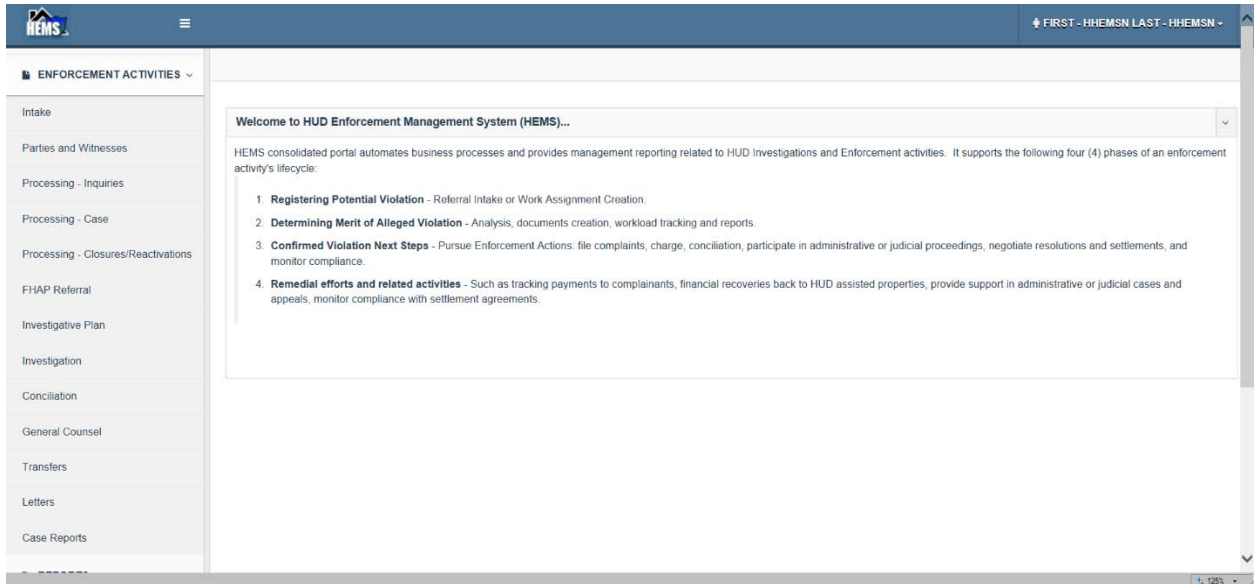 HEMS
FIRST - HHEMSN LAST - HHEMSN
ENFORCEMENT ACTIVITIES
Intake
Parties and Witnesses
Processing - Inquiries
Processing - Case
Processing - Closures/Reactivations
FHAP Referral
Investigative Plan
Investigation
Conciliation
General Counsel
Transfers
Letters
Case Reports
Welcome to HUD Enforcement Management System (HEMS)...
HEMS consolidated portal automates business processes and provides management reporting related to HUD Investigations and Enforcement activities. It supports the following four (4) phases of an enforcement
activity's lifecycle:
1. Registering Potential Violation - Referral Intake or Work Assignment Creation.
2. Determining Merit of Alleged Violation - Analysis, documents creation, workload tracking and reports.
3. Confirmed Violation Next Steps - Pursue Enforcement Actions: file complaints, charge, conciliation, participate in administrative or judicial proceedings, negotiate resolutions and settlements, and
monitor compliance.
4. Remedial efforts and related activities - Such as tracking payments to complainants, financial recoveries back to HUD assisted properties, provide support in administrative or judicial cases and
appeals, monitor compliance with settlement agreements.
125%